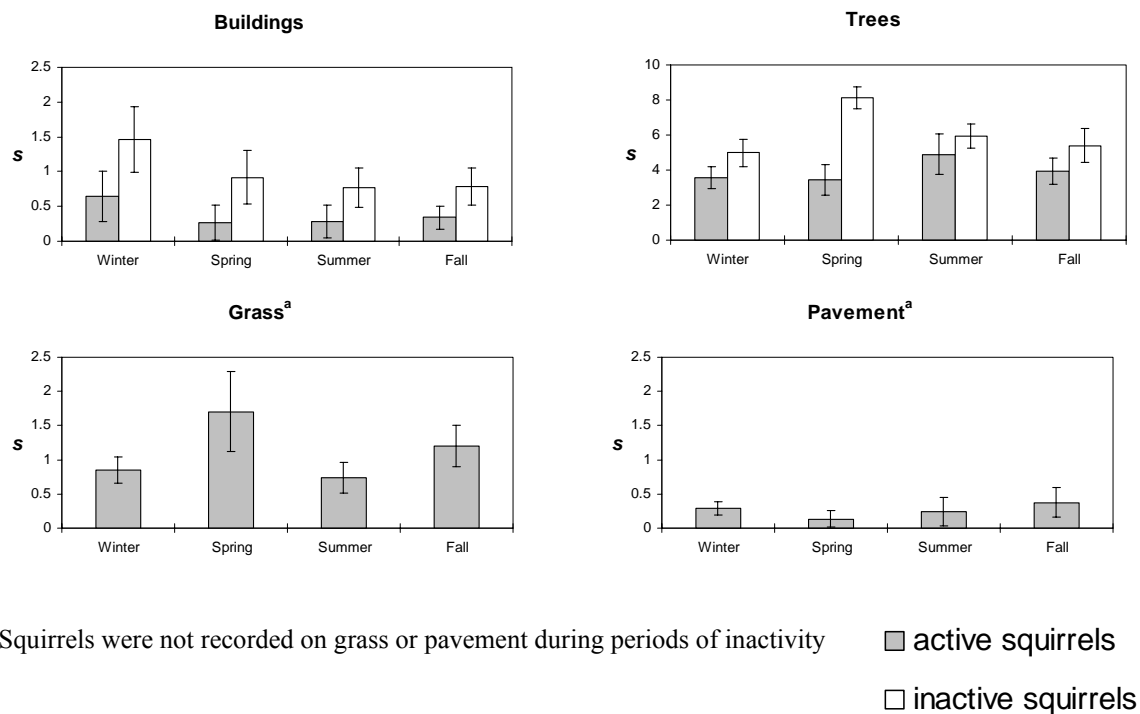 Buildings
2.5
2
1.5
s
1
0.5
0
Winter Spring Summer Fall
Trees
10
8
6
s
4
2
0
Winter Spring Summer Fall
Grassᵃ
2.5
2
1.5
s
1
0.5
0
Winter Spring Summer Fall
Pavementᵃ
2.5
2
1.5
s
1
0.5
0
Winter Spring Summer Fall
Squirrels were not recorded on grass or pavement during periods of inactivity
active squirrels
inactive squirrels